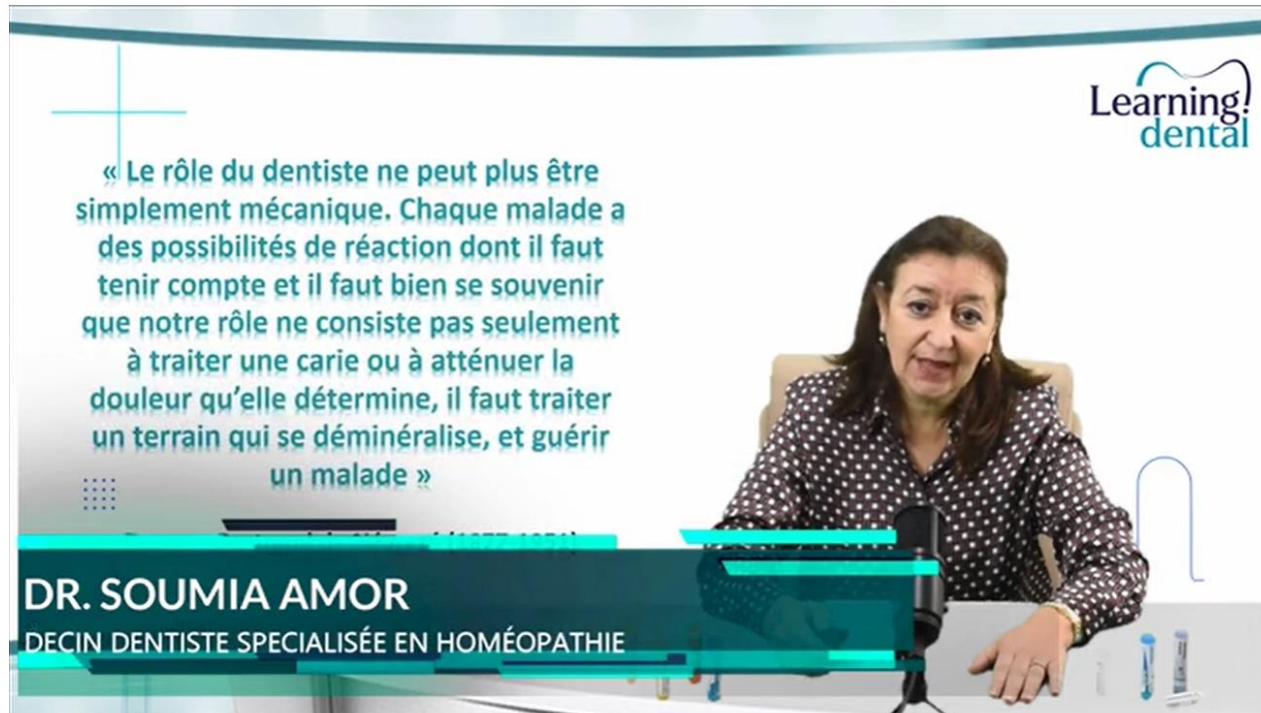 Learning!
dental
« Le rôle du dentiste ne peut plus être
simplement mécanique. Chaque malade a
des possibilités de réaction dont il faut
tenir compte et il faut bien se souvenir
que notre rôle ne consiste pas seulement
à traiter une carie ou à atténuer la
douleur qu’elle détermine, il faut traiter
un terrain qui se déminéralise, et guérir
un malade »
DR. SOUMIA AMOR
DECIN DENTISTE SPECIALISÉE EN HOMÉOPATHIE